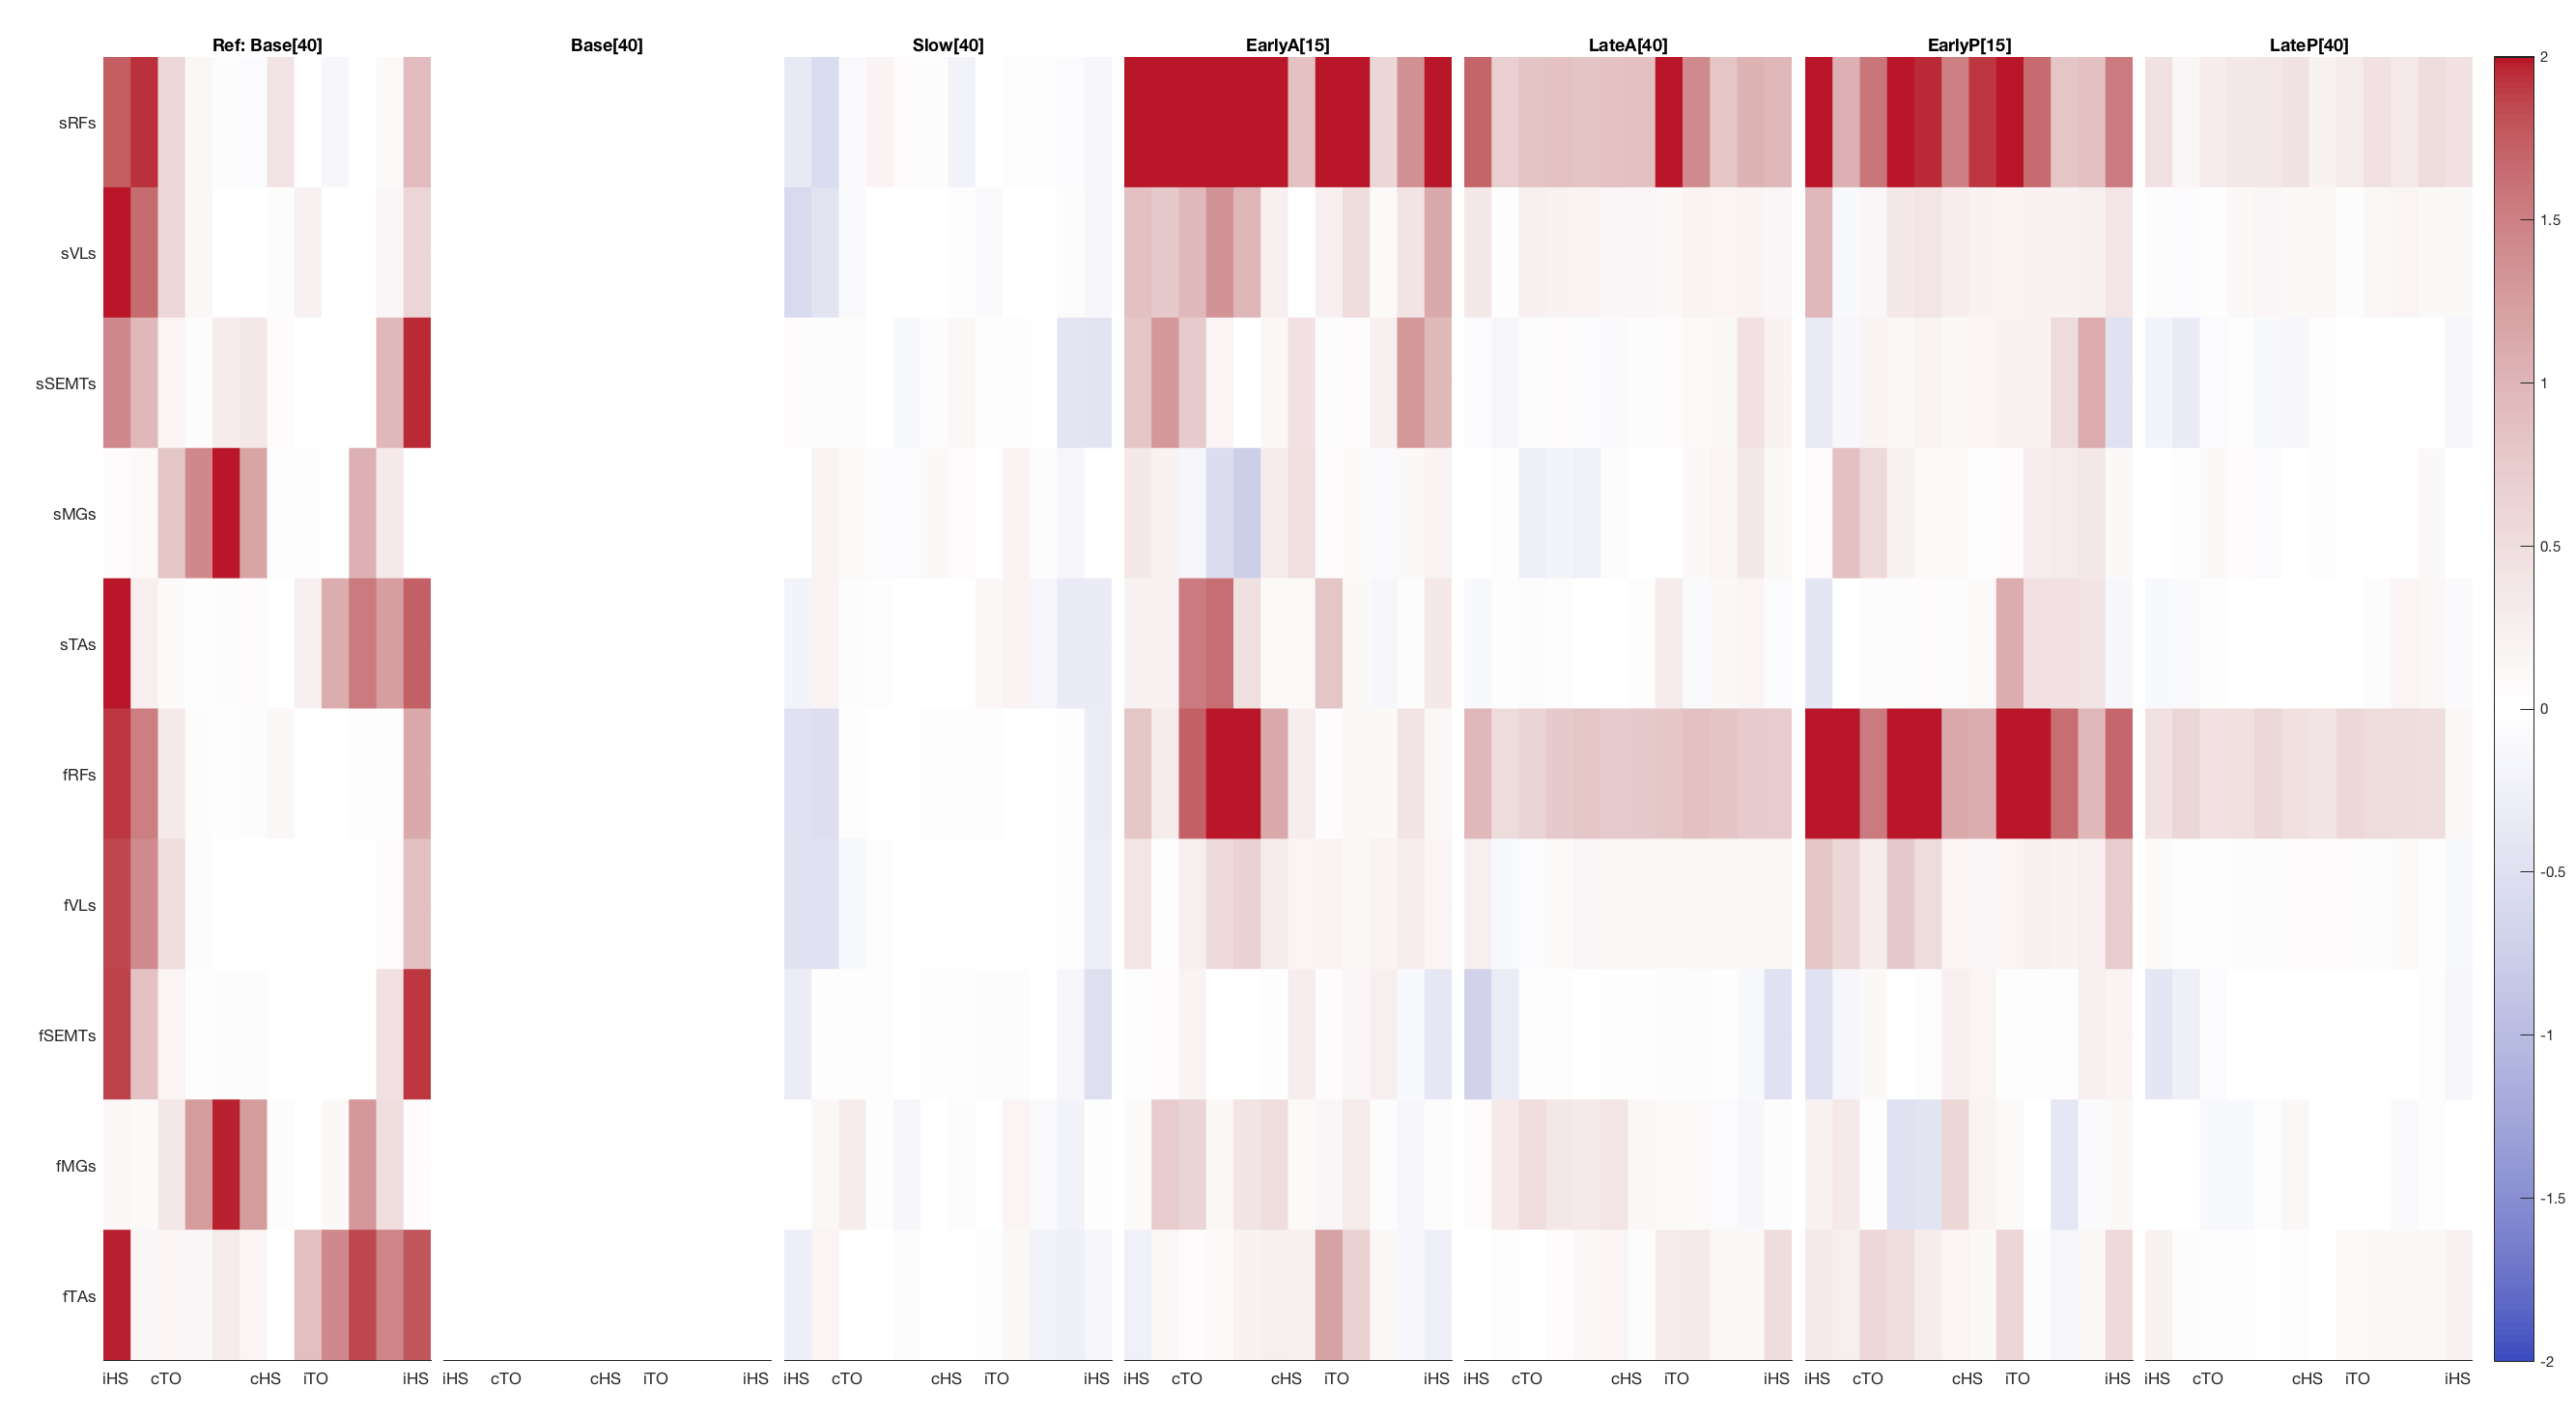 Ref: Base[40] Base[40] Slow[40] EarlyA[15] LateA[40] EarlyP[15] LateP[40]
2
sRFs
1.5
sVLs
sSEMTs
1
sMGs
0.5
sTAs
0
fRFs
-0.5
fVLs
fSEMTs
-1
fMGs
-1.5
fTAs
-2
iHS cTO cHS iTO iHS iHS cTO cHS iTO iHS iHS cTO cHS iTO iHS iHS cTO cHS iTO iHS iHS cTO cHS iTO iHS iHS cTO cHS iTO iHS iHS cTO cHS iTO iHS